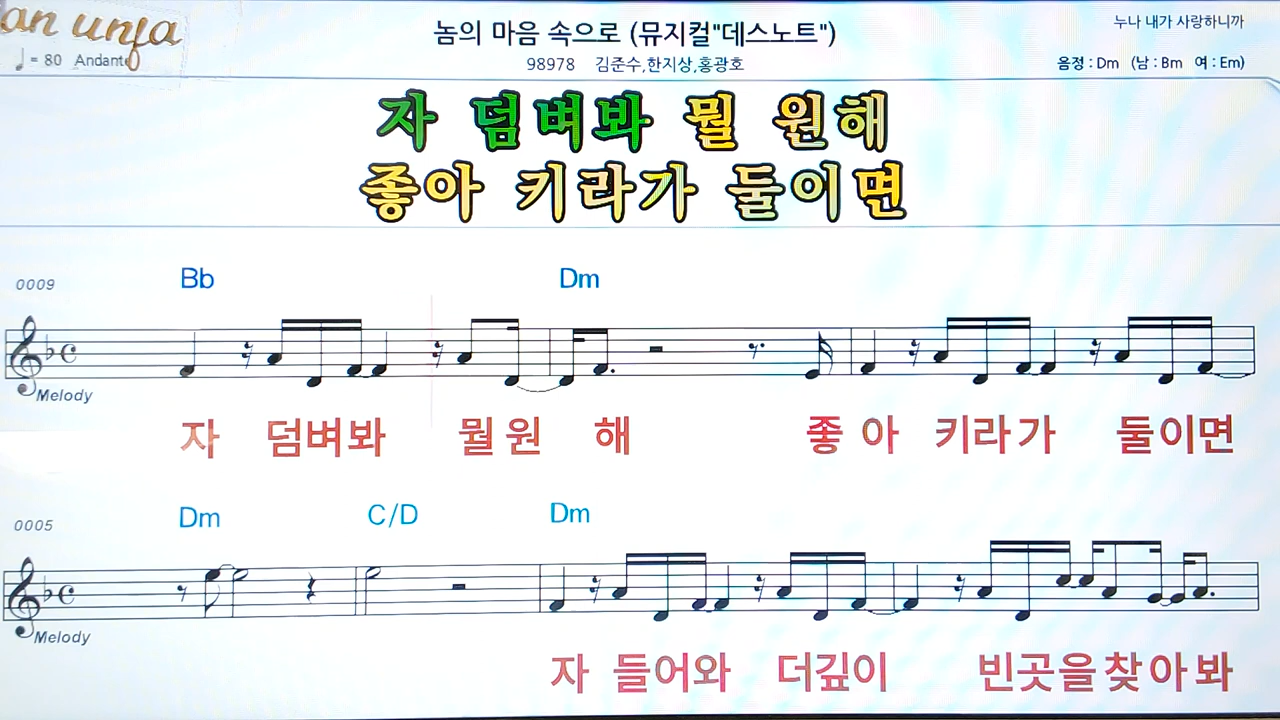 an unfa
놈의 마음 속으로 (뮤지컬"데스노트")
누나 내가 사랑하니까
♩ = 80 Andante
98978 김준수,한지상,홍광호
음정 : Dm (남 : Bm 여 : Em)
자 덤벼봐 뭘 원해
좋아 키라가 둘이면
0009 Bb Dm
Melody
자 덤벼봐 뭘원 해 좋 아 키라가 둘이면
0005 Dm C/D Dm
Melody
자 들어와 더깊이 빈곳을찾아봐